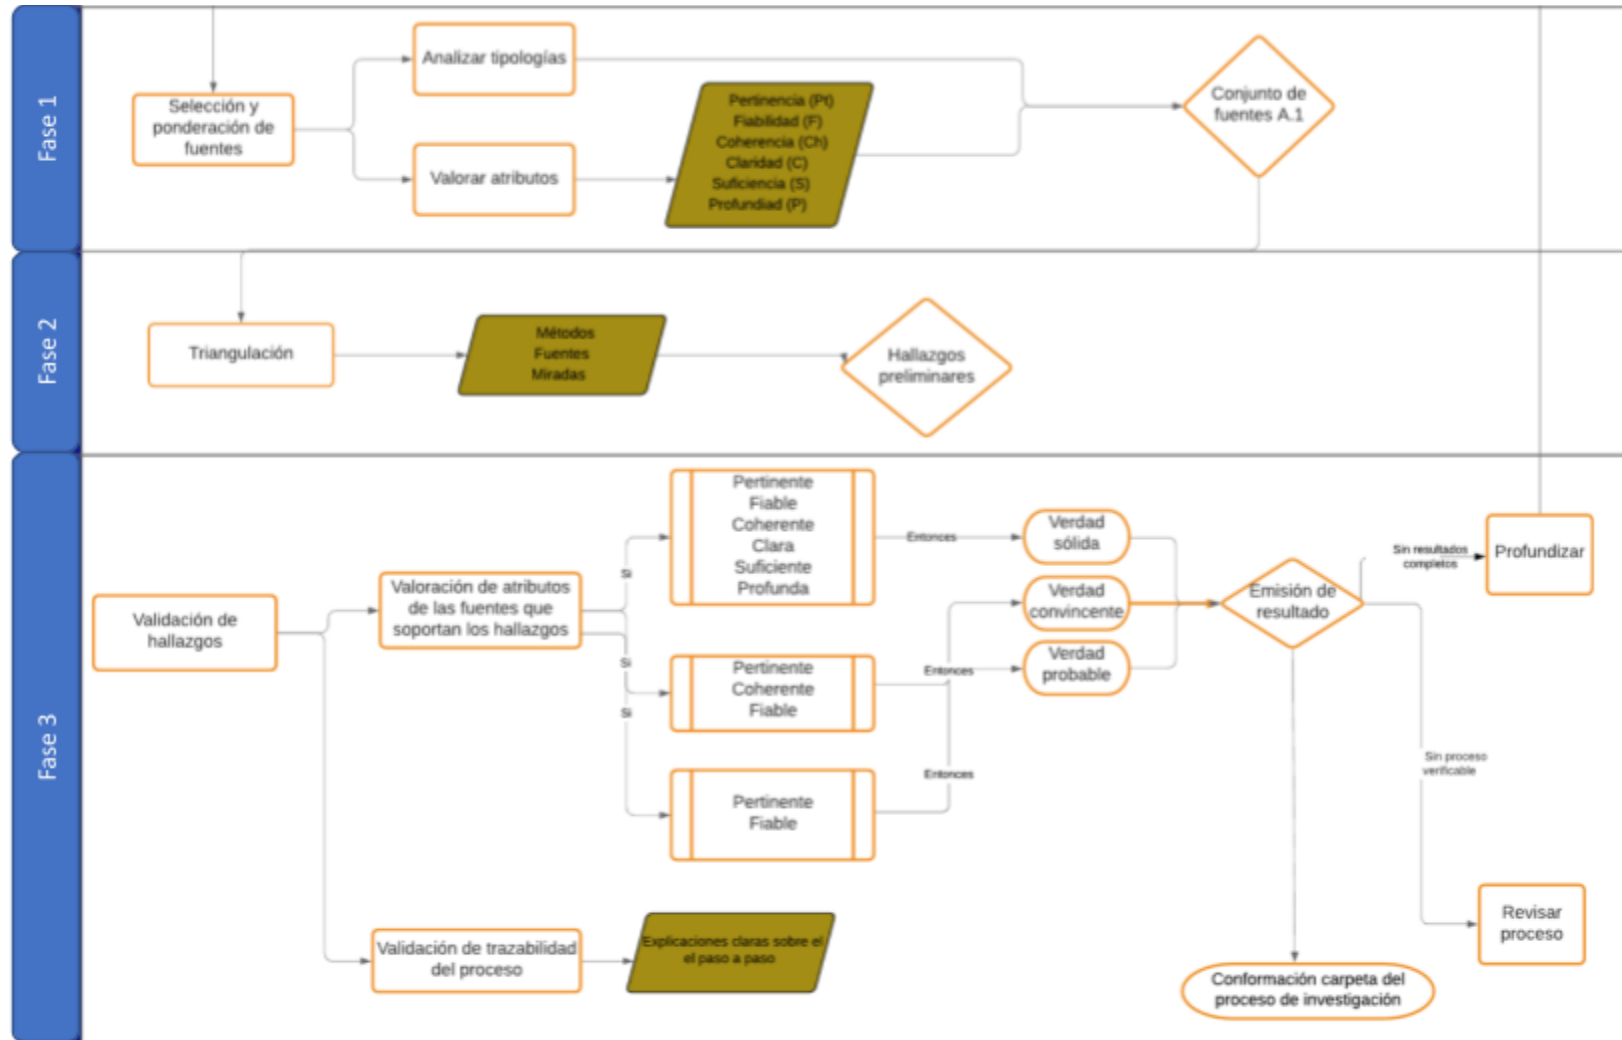 Fase 1
Selección y
ponderación de
fuentes
Analizar tipologías
Valorar atributos
Pertinencia (Pt)
Fiabilidad (F)
Coherencia (Ch)
Claridad (C)
Suficiencia (S)
Profundiad (P)
Conjunto de
fuentes A.1
Fase 2
Triangulación
Métodos
Fuentes
Miradas
Hallazgos
preliminares
Fase 3
Validación de
hallazgos
Valoración de atributos
de las fuentes que
soportan los hallazgos
Si
Si
Si
Pertinente
Fiable
Coherente
Clara
Suficiente
Profunda
Pertinente
Coherente
Fiable
Pertinente
Fiable
Entonces
Entonces
Entonces
Verdad
sólida
Verdad
convincente
Verdad
probable
Emisión de
resultado
Sin resultados
completos
Profundizar
Sin proceso
verificable
Revisar
proceso
Validación de trazabilidad
del proceso
Explicaciones claras sobre el
el paso a paso
Conformación carpeta del
proceso de investigación